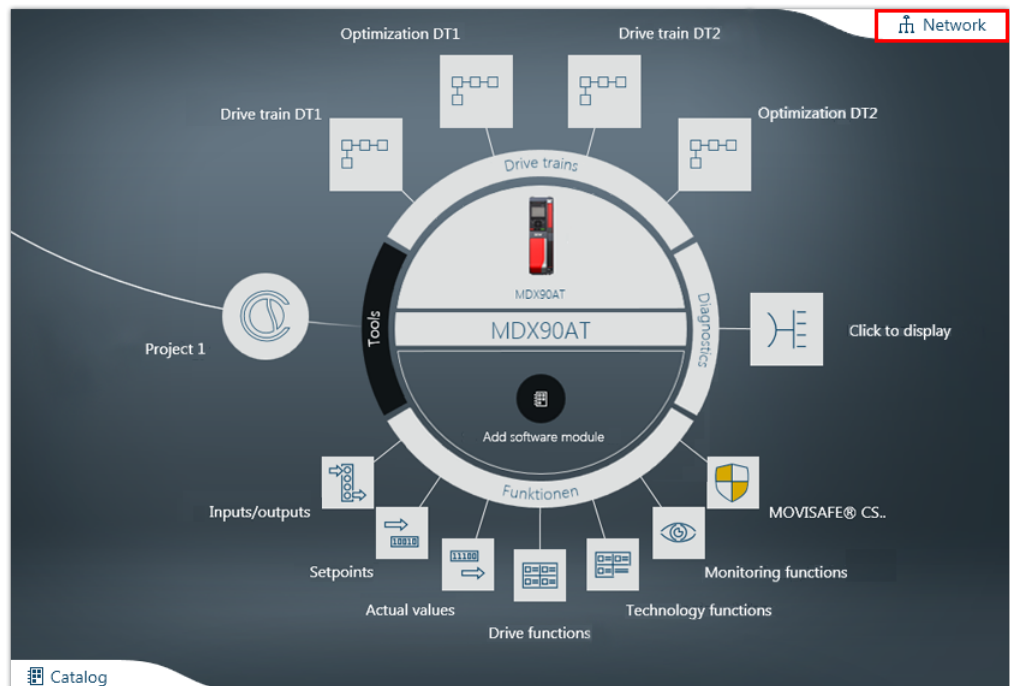 Network
Optimization DT1
Drive train DT2
Drive train DT1
Optimization DT2
Drive trains
MDX90AT
Tools
MDX90AT
Diagnostics
Click to display
Project 1
Add software module
Funktionen
Inputs/outputs
MOVISAFE® CS..
10010
Setpoints
11100
Monitoring functions
Actual values
Technology functions
Drive functions
Catalog